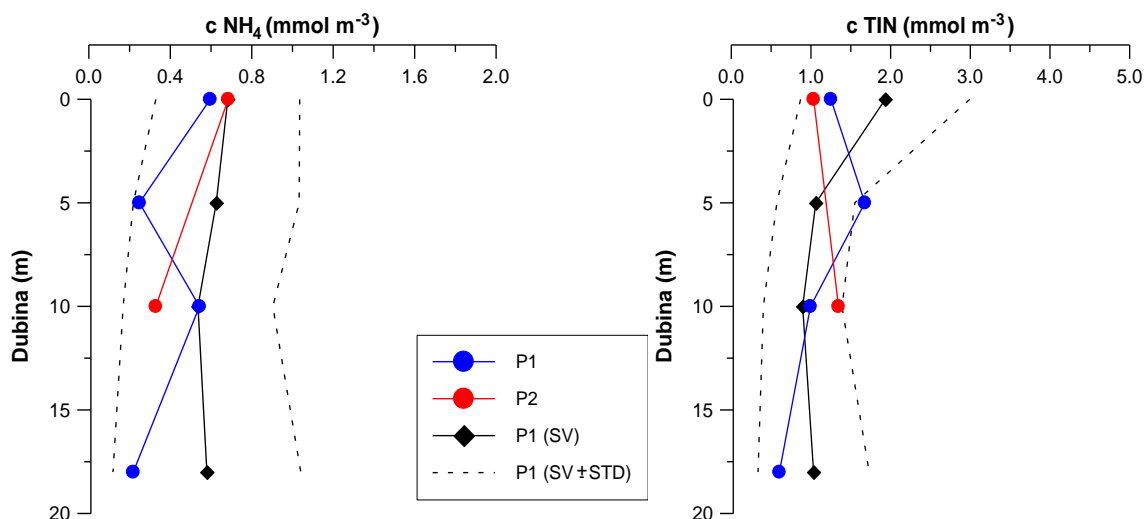 c NH4 (mmol m-3)
0.0 0.4 0.8 1.2 1.6 2.0
Dubina (m)
0
5
10
15
20
P1
P2
P1 (SV)
P1 (SV±STD)
c TIN (mmol m-3)
0.0 1.0 2.0 3.0 4.0 5.0
Dubina (m)
0
5
10
15
20